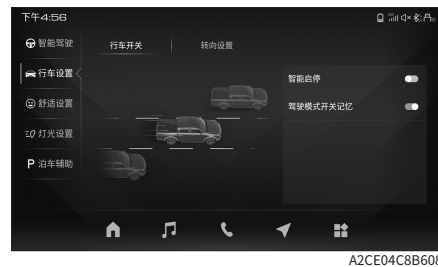 下午4:56
智能驾驶
行车开关
转向设置
行车设置
智能启停
舒适设置
驾驶模式开关记忆
灯光设置
P 泊车辅助
A2CE04C8B608